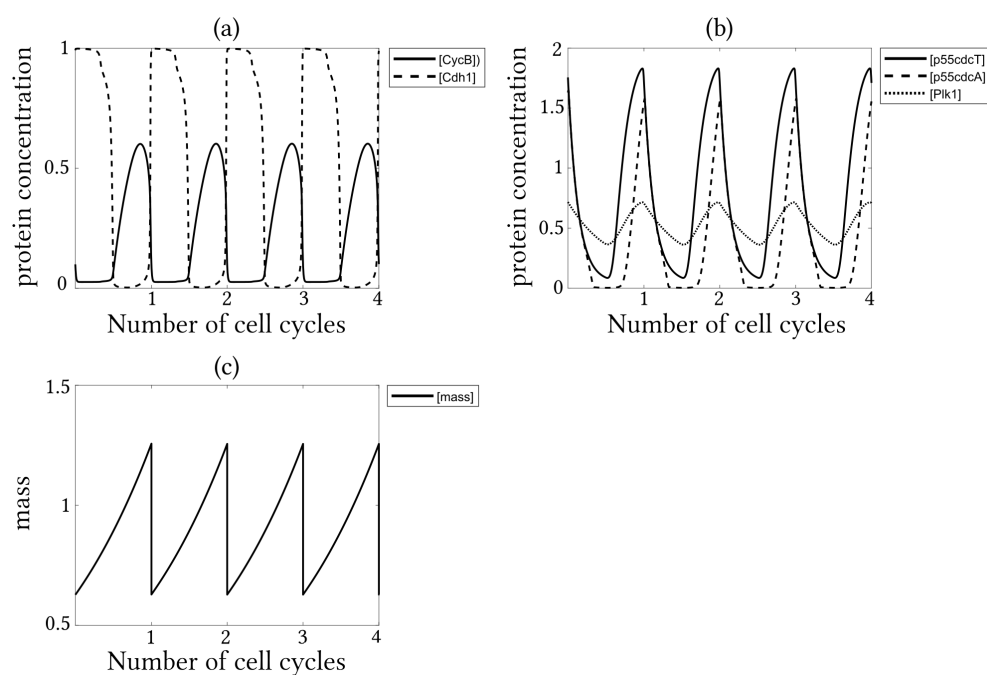 (a)
protein concentration
1
0.5
0
1
2
3
4
Number of cell cycles
[CycB])
[Cdh1]
(b)
protein concentration
2
1.5
1
0.5
0
1
2
3
4
Number of cell cycles
[p55cdcT]
[p55cdcA]
[Plk1]
(c)
mass
1.5
1
0.5
1
2
3
4
Number of cell cycles
[mass]